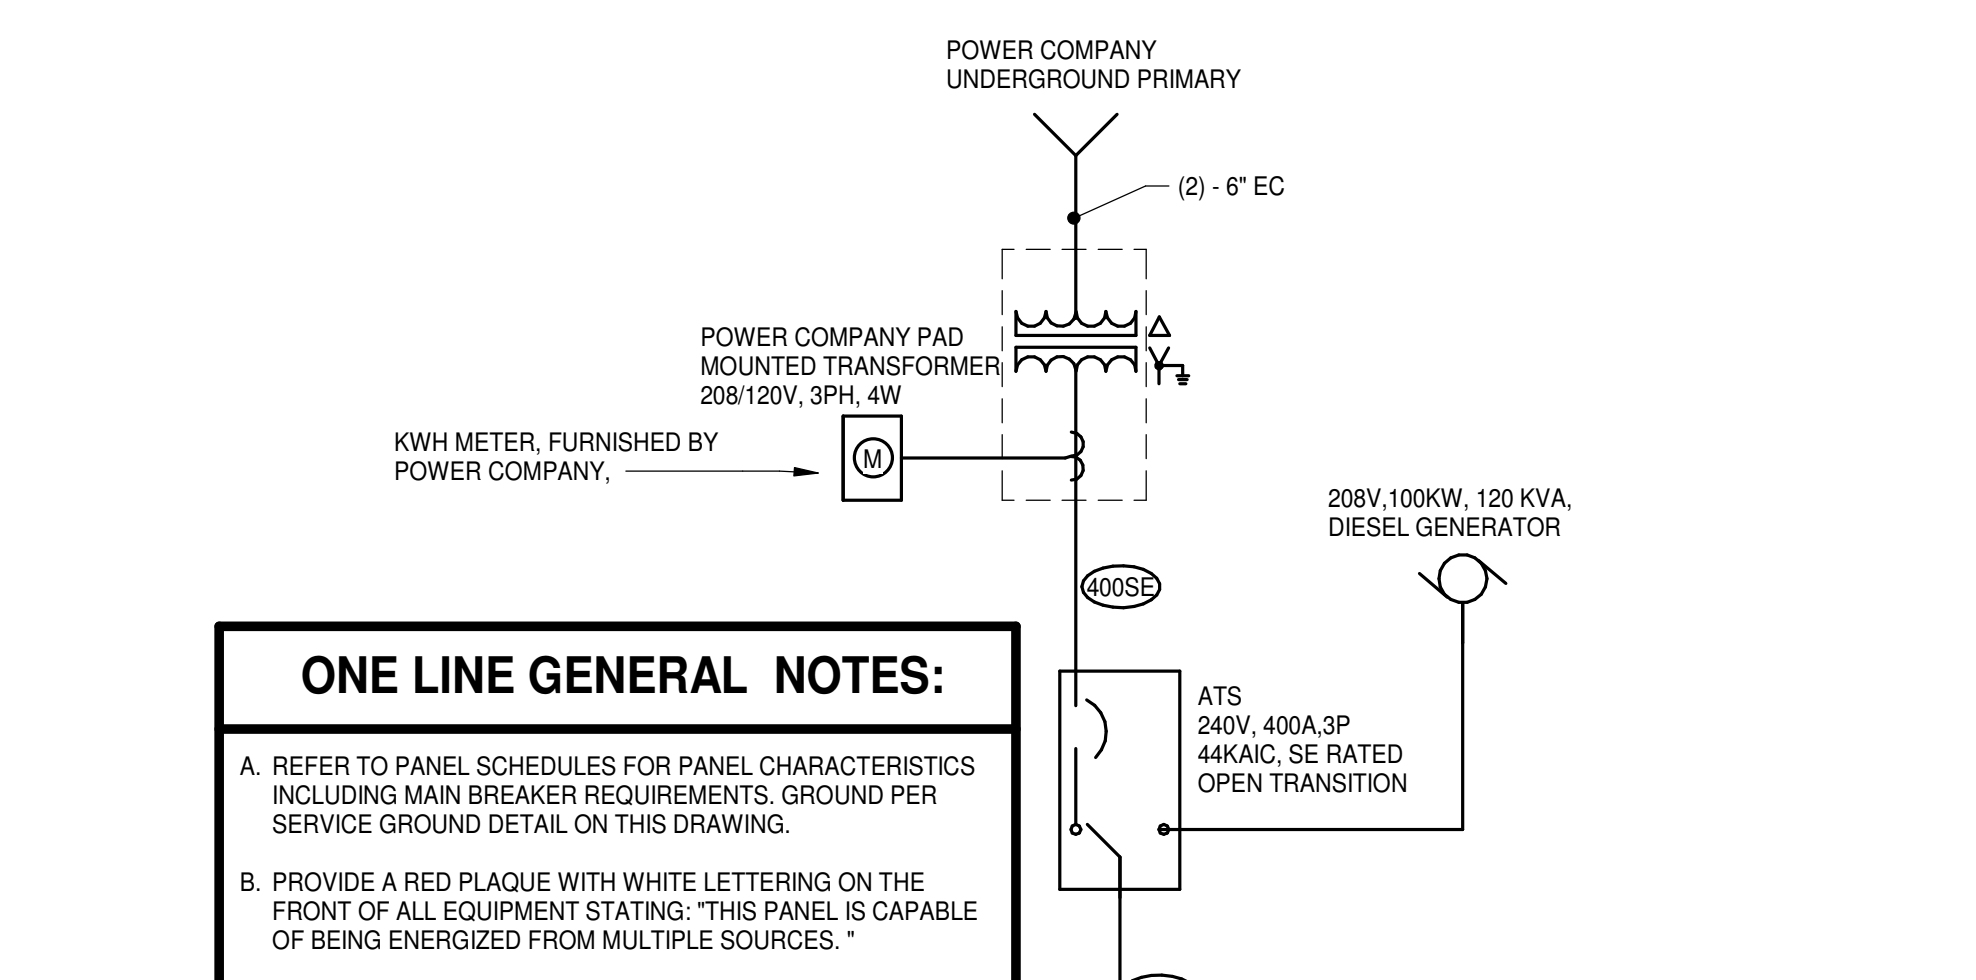 POWER COMPANY
UNDERGROUND PRIMARY
(2) - 6" EC
POWER COMPANY PAD
MOUNTED TRANSFORMER
208/120V, 3PH, 4W
KWH METER, FURNISHED BY
POWER COMPANY,
M
208V,100KW, 120 KVA,
DIESEL GENERATOR
400SE
ATS
240V, 400A,3P
44KAIC, SE RATED
OPEN TRANSITION
ONE LINE GENERAL NOTES:
A. REFER TO PANEL SCHEDULES FOR PANEL CHARACTERISTICS
INCLUDING MAIN BREAKER REQUIREMENTS. GROUND PER
SERVICE GROUND DETAIL ON THIS DRAWING.
B. PROVIDE A RED PLAQUE WITH WHITE LETTERING ON THE
FRONT OF ALL EQUIPMENT STATING: "THIS PANEL IS CAPABLE
OF BEING ENERGIZED FROM MULTIPLE SOURCES. "